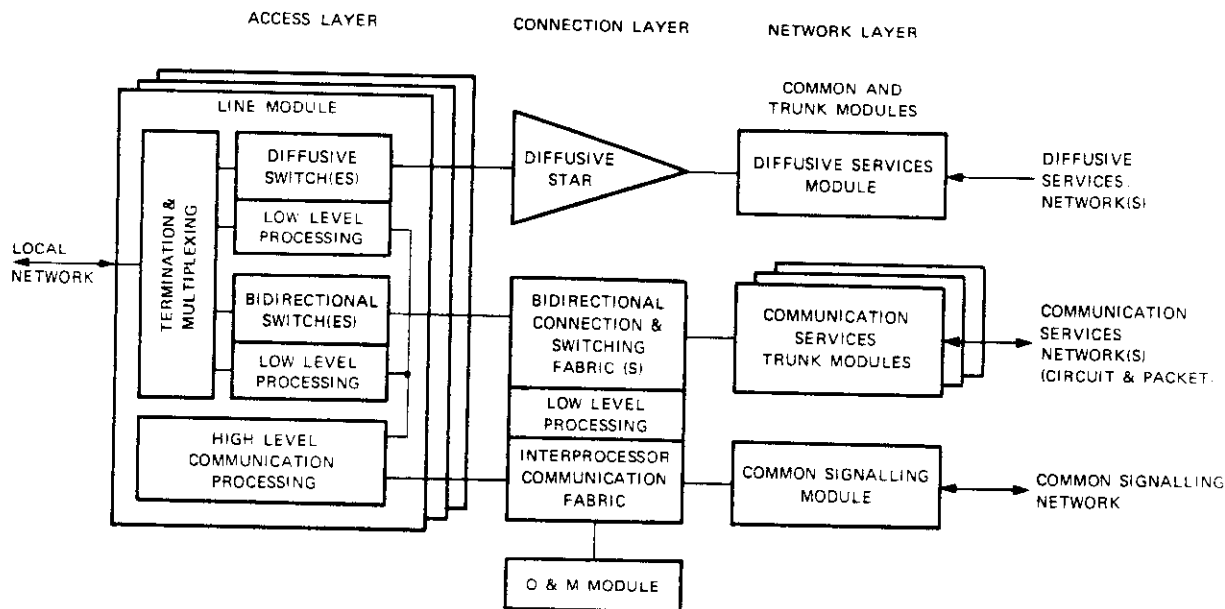 ACCESS LAYER
CONNECTION LAYER
NETWORK LAYER
COMMON AND
TRUNK MODULES
LINE MODULE
TERMINATION &
MULTIPLEXING
DIFFUSIVE
SWITCH(ES)
LOW LEVEL
PROCESSING
BIDIRECTIONAL
SWITCH(ES)
LOW LEVEL
PROCESSING
HIGH LEVEL
COMMUNICATION
PROCESSING
LOCAL
NETWORK
DIFFUSIVE
STAR
BIDIRECTIONAL
CONNECTION &
SWITCHING
FABRIC (S)
LOW LEVEL
PROCESSING
INTERPROCESSOR
COMMUNICATION
FABRIC
O & M MODULE
DIFFUSIVE SERVICES
MODULE
COMMUNICATION
SERVICES
TRUNK MODULES
COMMON SIGNALLING
MODULE
DIFFUSIVE
SERVICES.
NETWORK(S)
COMMUNICATION
SERVICES
NETWORK(S)
(CIRCUIT & PACKET.
COMMON SIGNALLING
NETWORK